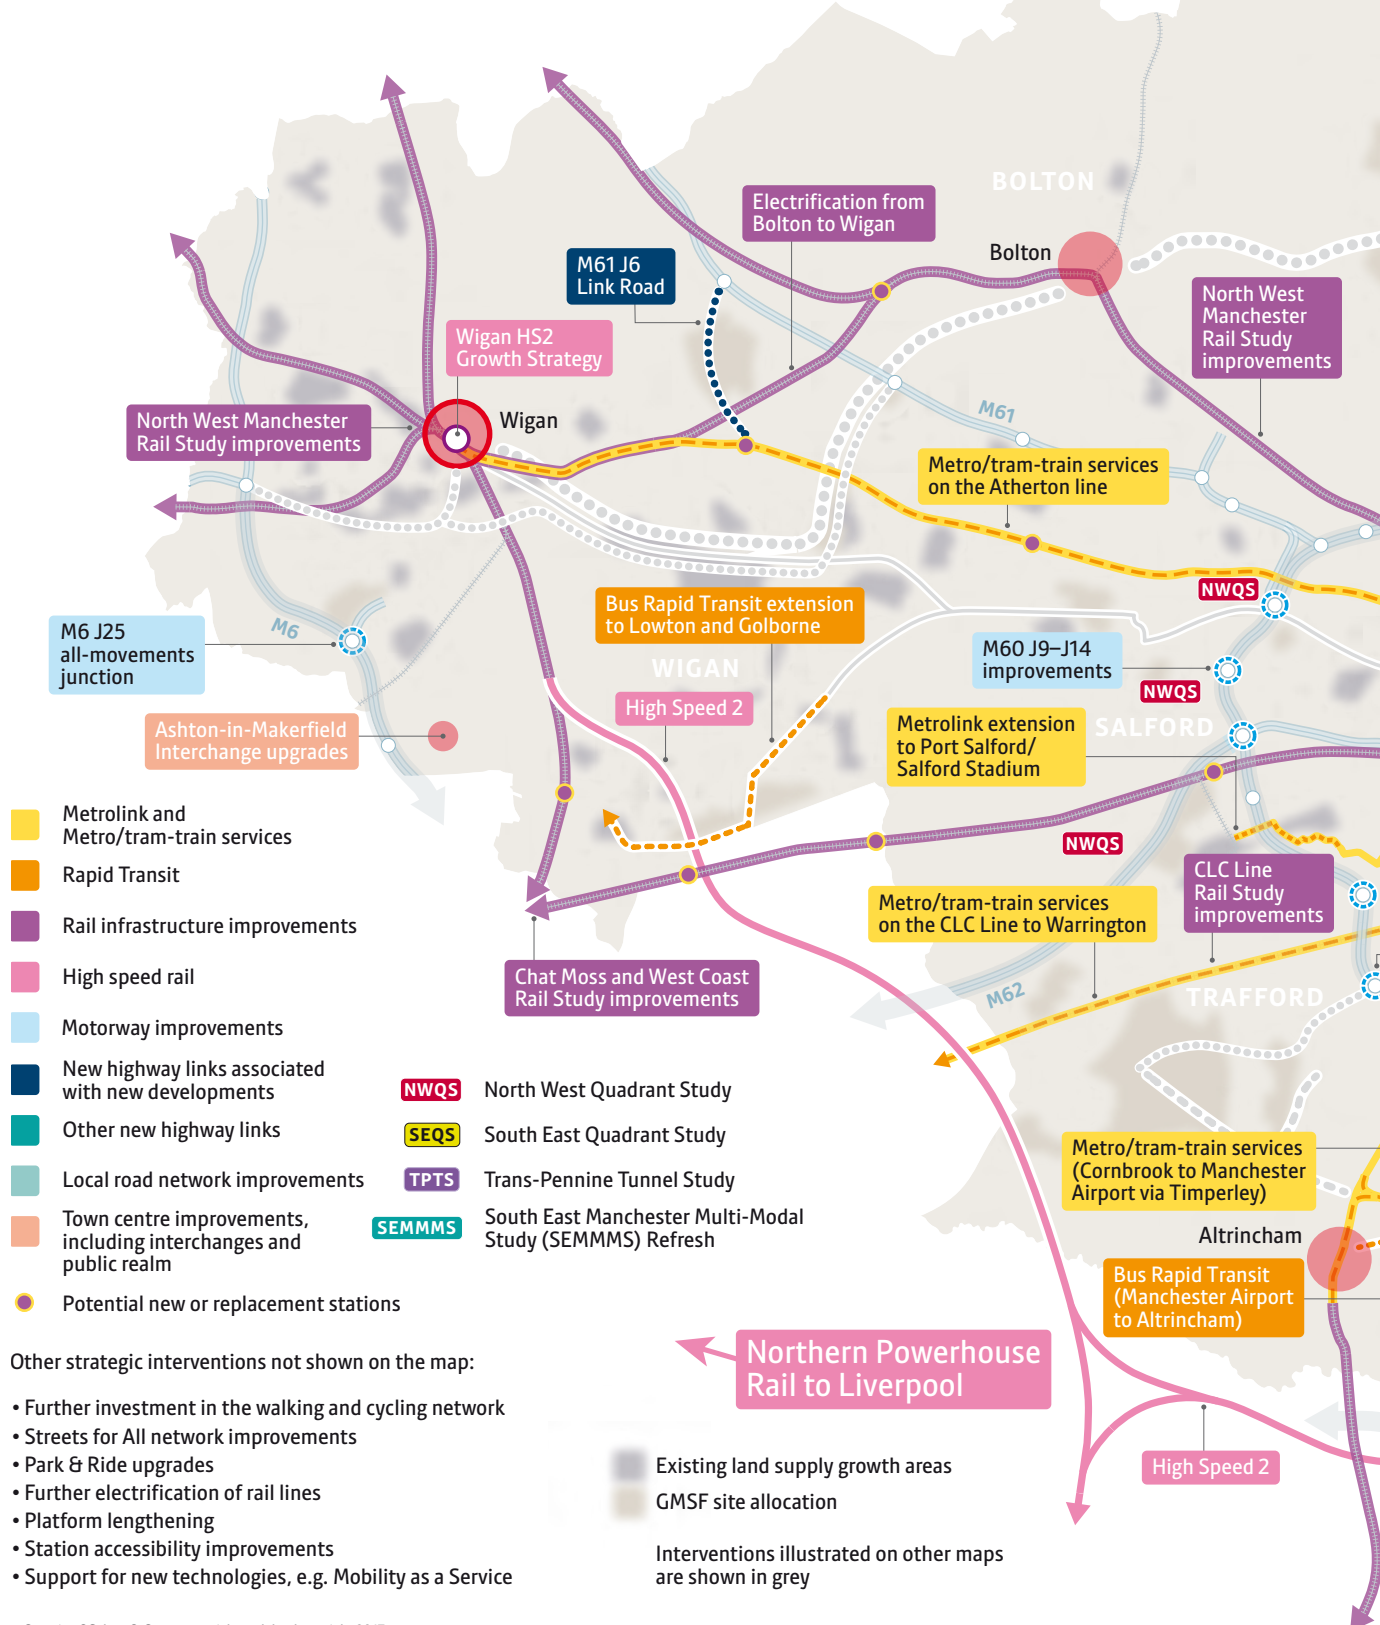 BOLTON
Electrification from
Bolton to Wigan
Bolton
M61 J6
Link Road
North West
Manchester
Rail Study
improvements
Wigan HS2
Growth Strategy
North West Manchester
Rail Study improvements
Wigan
M61
Metro/tram-train services
on the Atherton line
NWQS
Bus Rapid Transit extension
to Lowton and Golborne
M6 J25
all-movements
junction
M6
WIGAN
M60 J9–J14
improvements
NWQS
High Speed 2
SALFORD
Ashton-in-Makerfield
Interchange upgrades
Metrolink extension
to Port Salford/
Salford Stadium
NWQS
CLC Line
Rail Study
improvements
Metro/tram-train services
on the CLC Line to Warrington
Chat Moss and West Coast
Rail Study improvements
M62
TRAFFORD
Metro/tram-train services
(Cornbrook to Manchester
Airport via Timperley)
Altrincham
Bus Rapid Transit
(Manchester Airport
to Altrincham)
Northern Powerhouse
Rail to Liverpool
High Speed 2
Metrolink and
Metro/tram-train services
Rapid Transit
Rail infrastructure improvements
High speed rail
Motorway improvements
New highway links associated
with new developments
Other new highway links
Local road network improvements
Town centre improvements,
including interchanges and
public realm
Potential new or replacement stations
NWQS North West Quadrant Study
SEQS South East Quadrant Study
TPTS Trans-Pennine Tunnel Study
SEMMMS South East Manchester Multi-Modal
Study (SEMMMS) Refresh
Other strategic interventions not shown on the map:
• Further investment in the walking and cycling network
• Streets for All network improvements
• Park & Ride upgrades
• Further electrification of rail lines
• Platform lengthening
• Station accessibility improvements
• Support for new technologies, e.g. Mobility as a Service
Existing land supply growth areas
GMSF site allocation
Interventions illustrated on other maps
are shown in grey